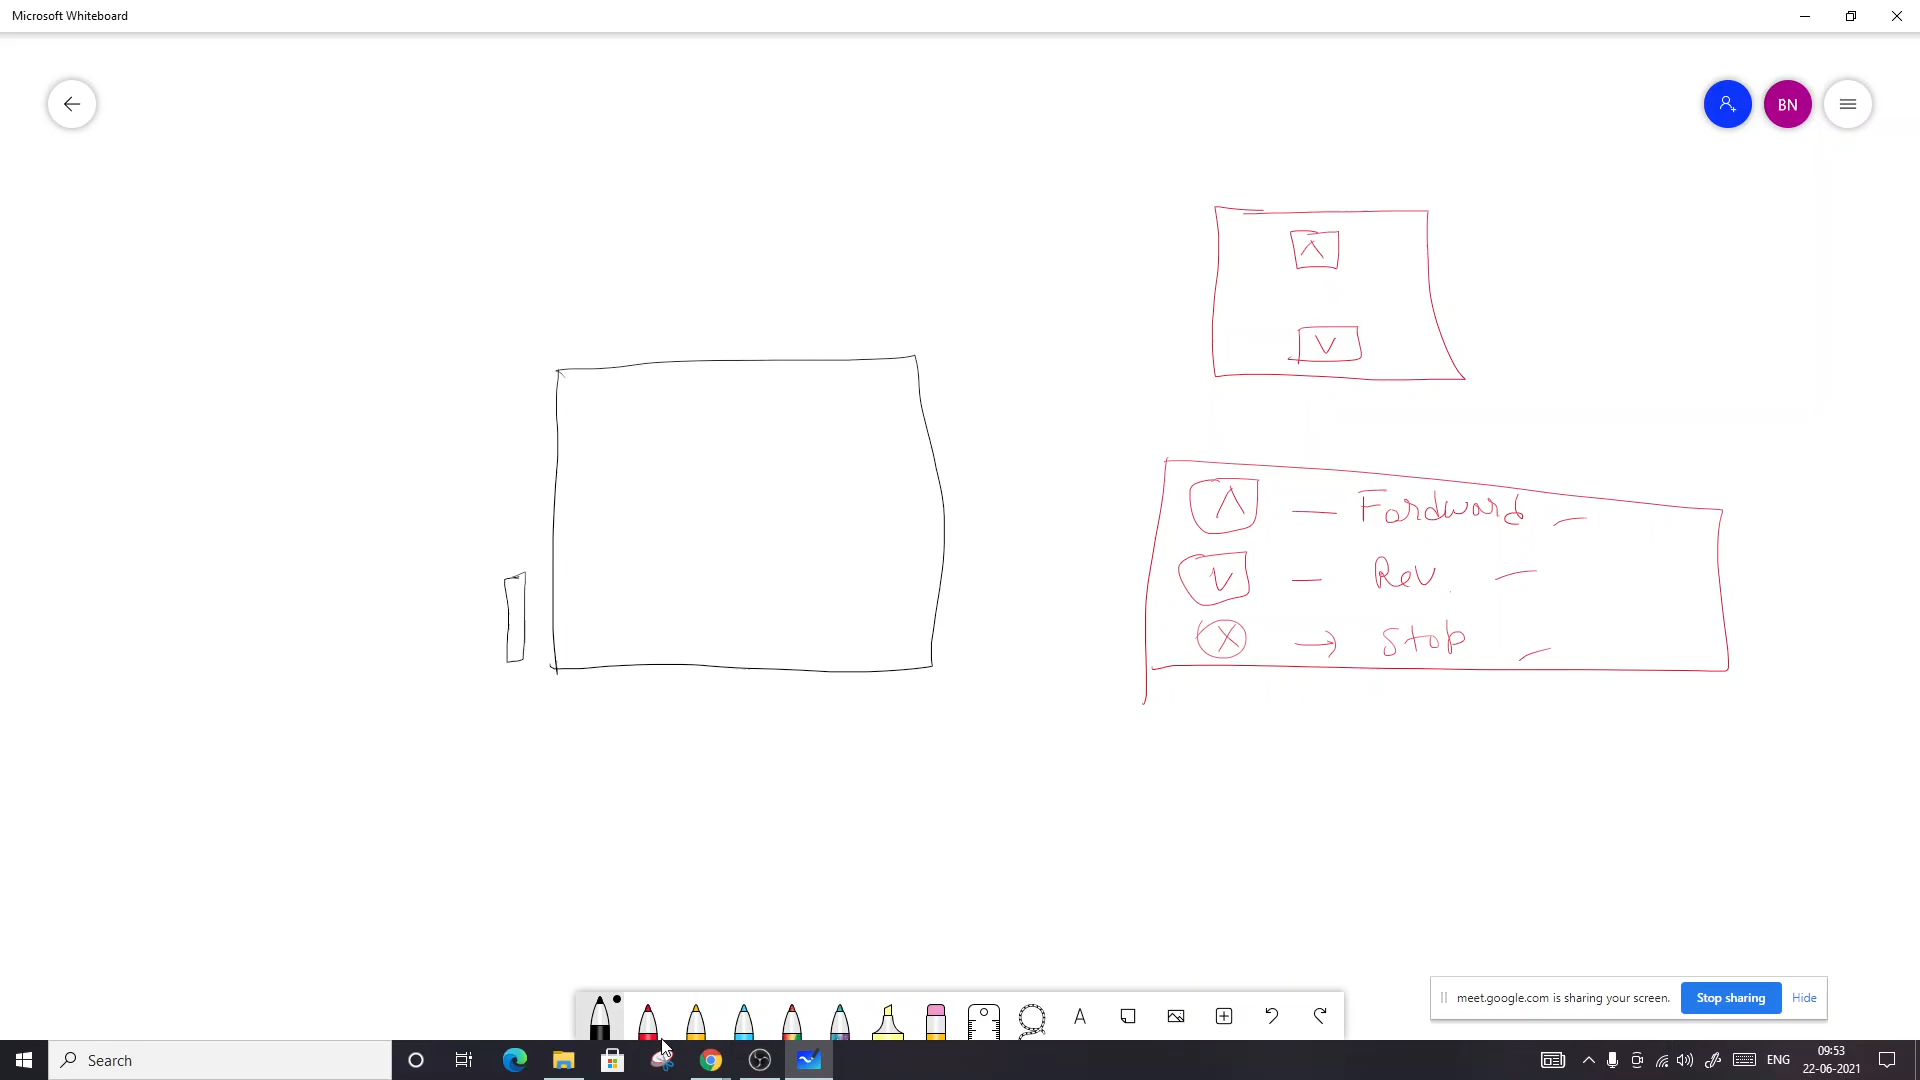 Microsoft Whiteboard
BN
Λ
V
Λ — Fordward
V — Rev.
X → Stop
meet.google.com is sharing your screen.
Stop sharing
Hide
A
Search
ENG
09:53
22-06-2021